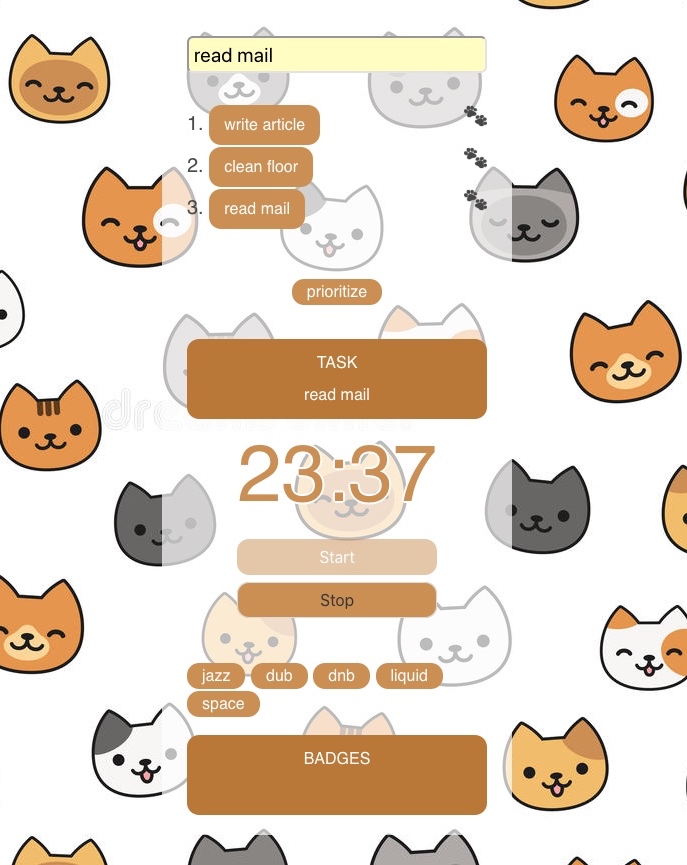 read mail
1. write article
2. clean floor
3. read mail
prioritize
TASK
read mail
23:37
Start
Stop
jazz dub dnb liquid
space
BADGES